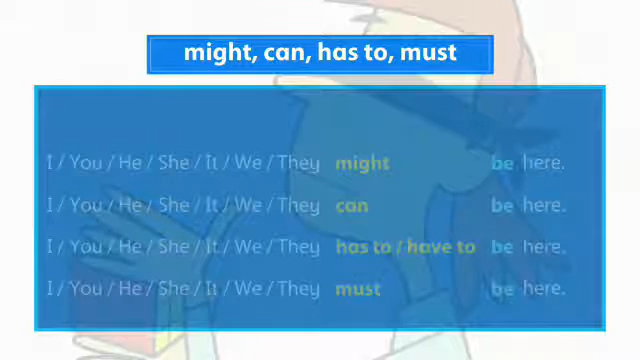 might, can, has to, must
I / You / He / She / It / We / They might be here.
I / You / He / She / It / We / They can be here.
I / You / He / She / It / We / They has to / have to be here.
I / You / He / She / It / We / They must be here.